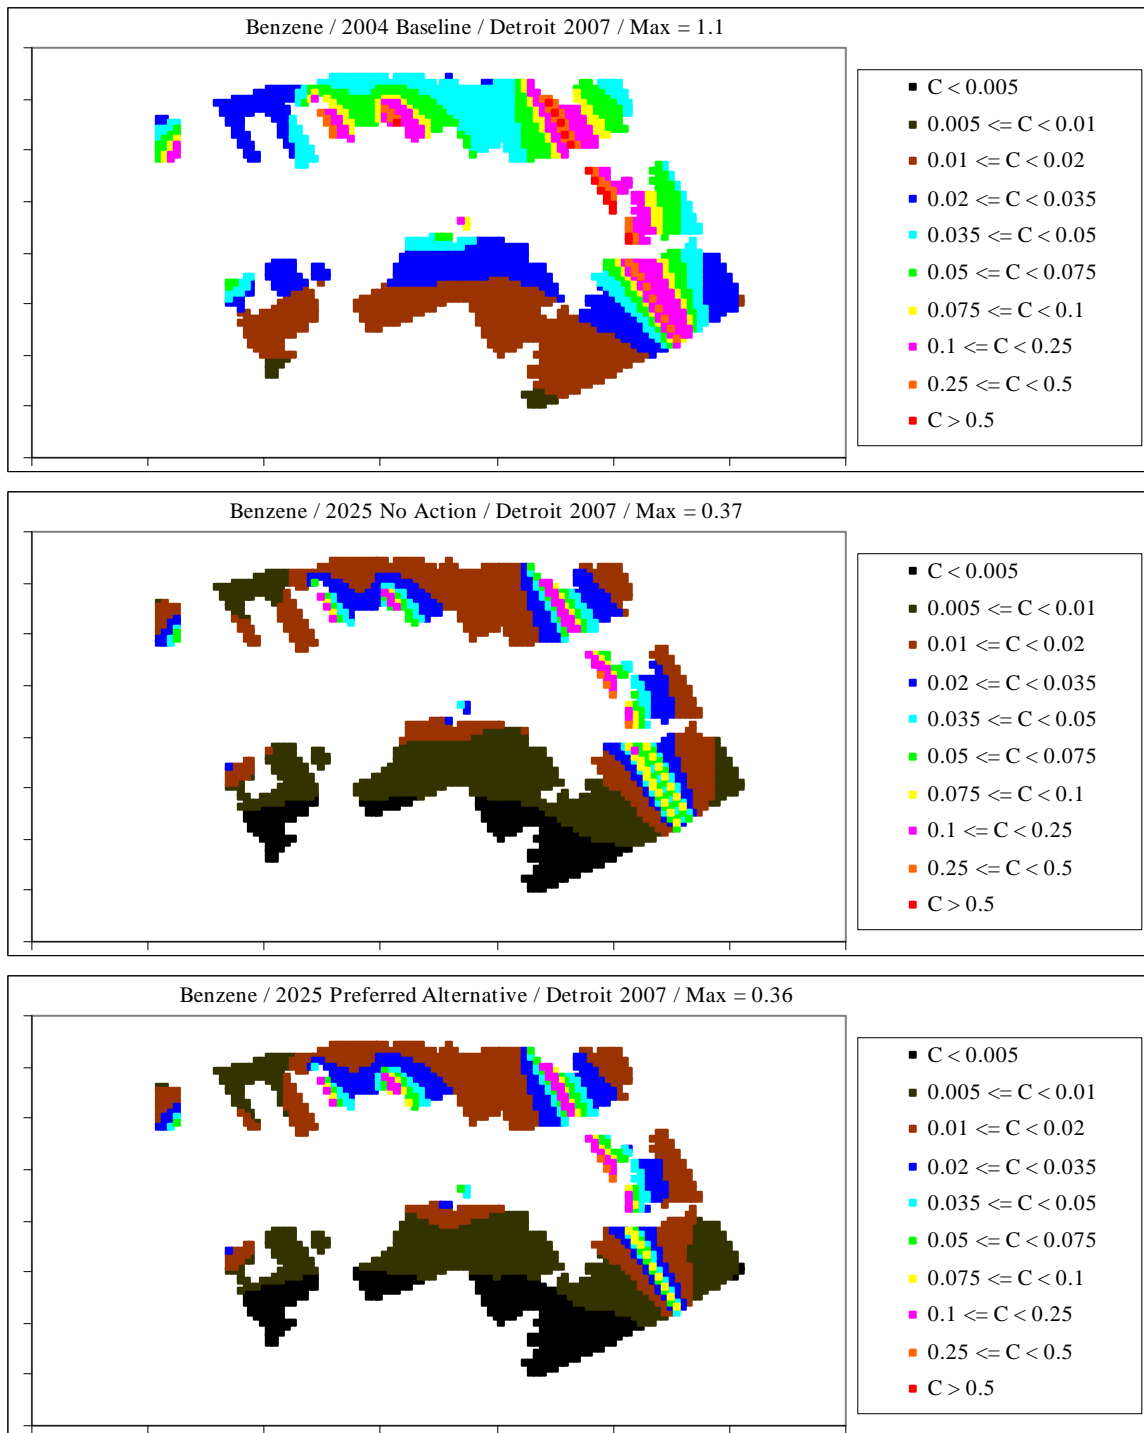 Benzene / 2004 Baseline / Detroit 2007 / Max = 1.1
C < 0.005
0.005 <= C < 0.01
0.01 <= C < 0.02
0.02 <= C < 0.035
0.035 <= C < 0.05
0.05 <= C < 0.075
0.075 <= C < 0.1
0.1 <= C < 0.25
0.25 <= C < 0.5
C > 0.5
Benzene / 2025 No Action / Detroit 2007 / Max = 0.37
C < 0.005
0.005 <= C < 0.01
0.01 <= C < 0.02
0.02 <= C < 0.035
0.035 <= C < 0.05
0.05 <= C < 0.075
0.075 <= C < 0.1
0.1 <= C < 0.25
0.25 <= C < 0.5
C > 0.5
Benzene / 2025 Preferred Alternative / Detroit 2007 / Max = 0.36
C < 0.005
0.005 <= C < 0.01
0.01 <= C < 0.02
0.02 <= C < 0.035
0.035 <= C < 0.05
0.05 <= C < 0.075
0.075 <= C < 0.1
0.1 <= C < 0.25
0.25 <= C < 0.5
C > 0.5